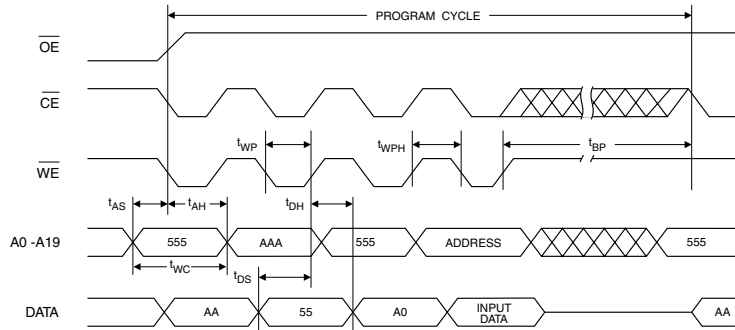 PROGRAM CYCLE
OE
CE
tWP
tWPH
tBP
WE
tAS
tAH
tDH
A0 -A19
555
AAA
555
ADDRESS
555
tWC
tDS
DATA
AA
55
A0
INPUT
DATA
AA